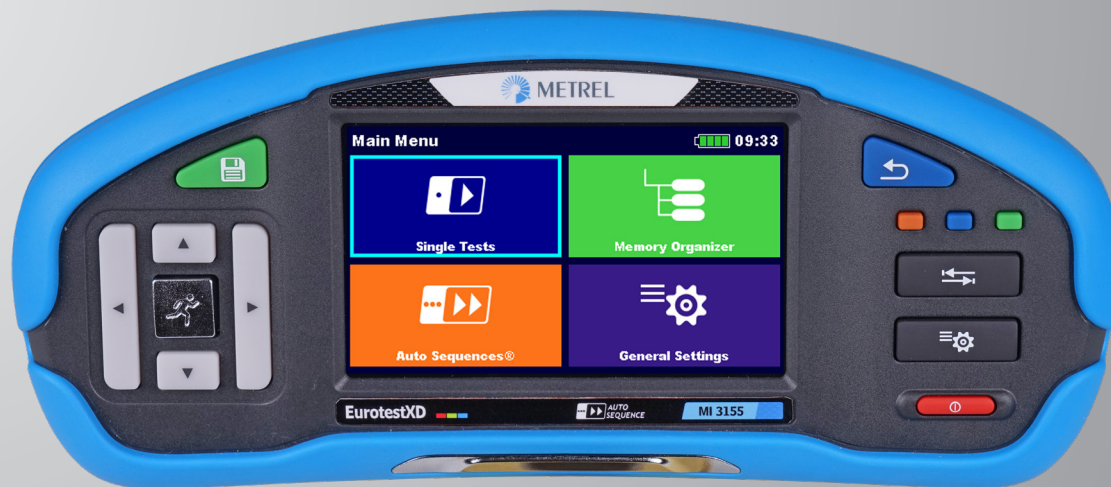 METREL
Main Menu 09:33
Single Tests
Memory Organizer
Auto Sequences®
General Settings
EurotestXD
AUTO
SEQUENCE
MI 3155